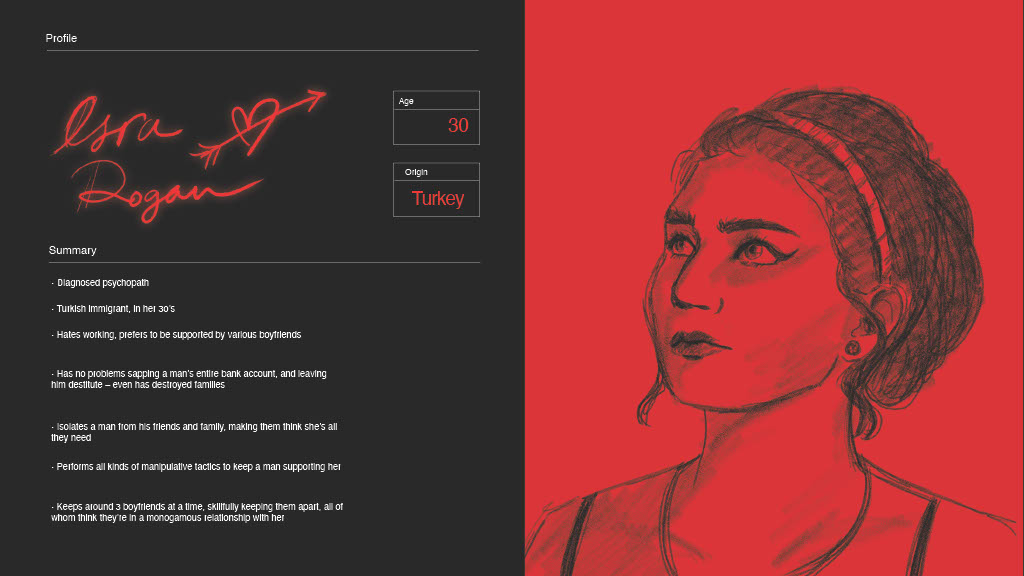 Profile
Isra
Rogan
Age
30
Origin
Turkey
Summary
· Diagnosed psychopath
· Turkish immigrant, in her 30's
· Hates working, prefers to be supported by various boyfriends
· Has no problems sapping a man's entire bank account, and leaving
him destitute – even has destroyed families
· Isolates a man from his friends and family, making them think she's all
they need
· Performs all kinds of manipulative tactics to keep a man supporting her
· Keeps around 3 boyfriends at a time, skillfully keeping them apart, all of
whom think they're in a monogamous relationship with her